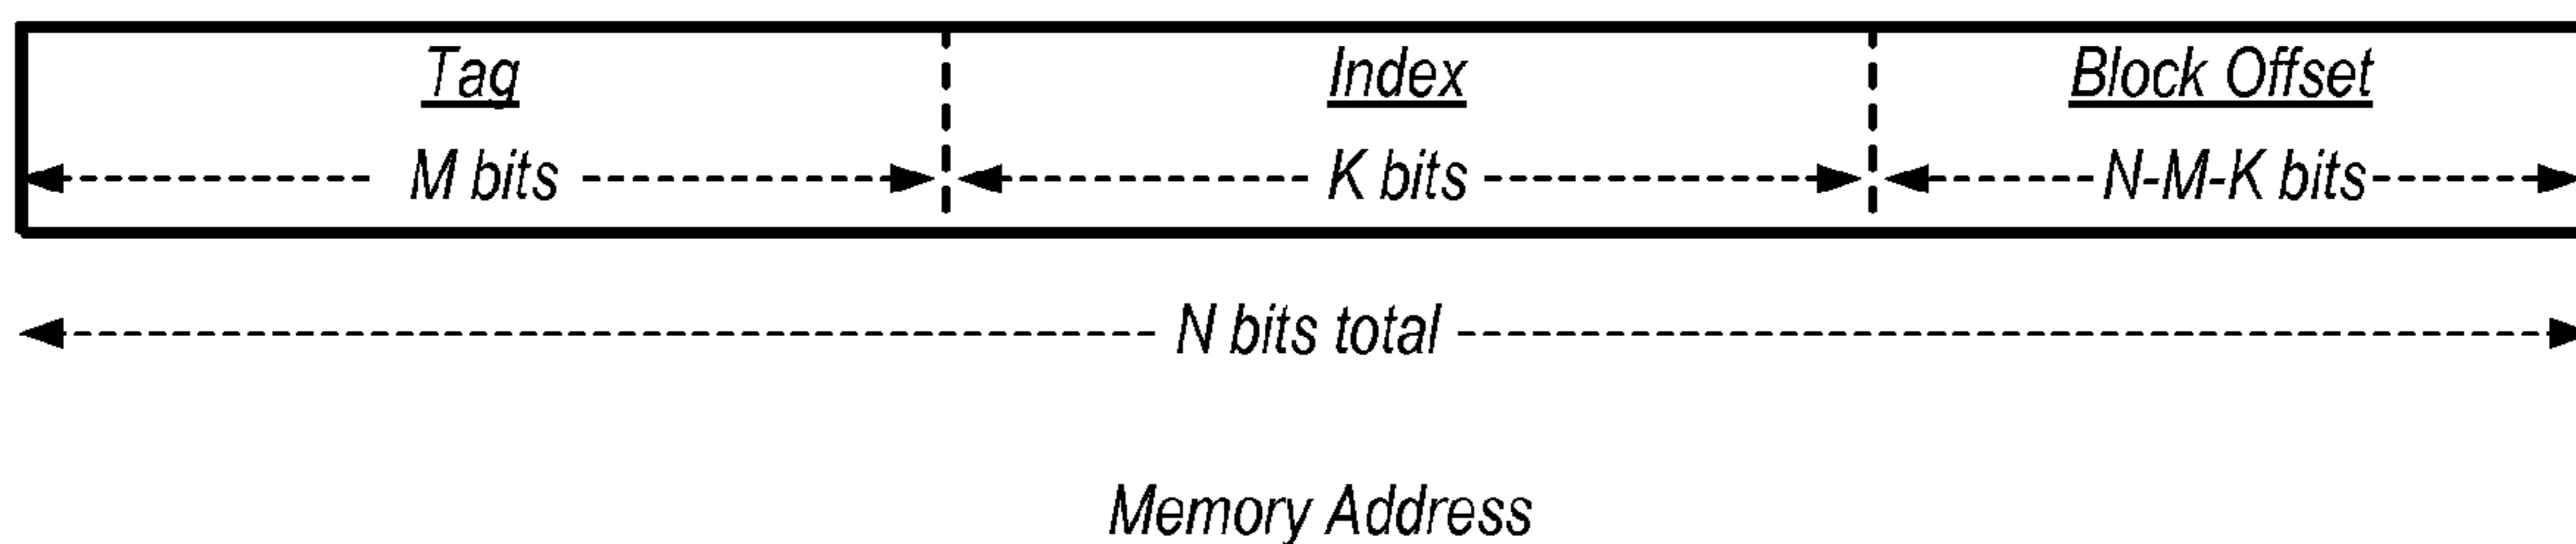 Tag Index Block Offset
M bits K bits N-M-K bits
N bits total
Memory Address